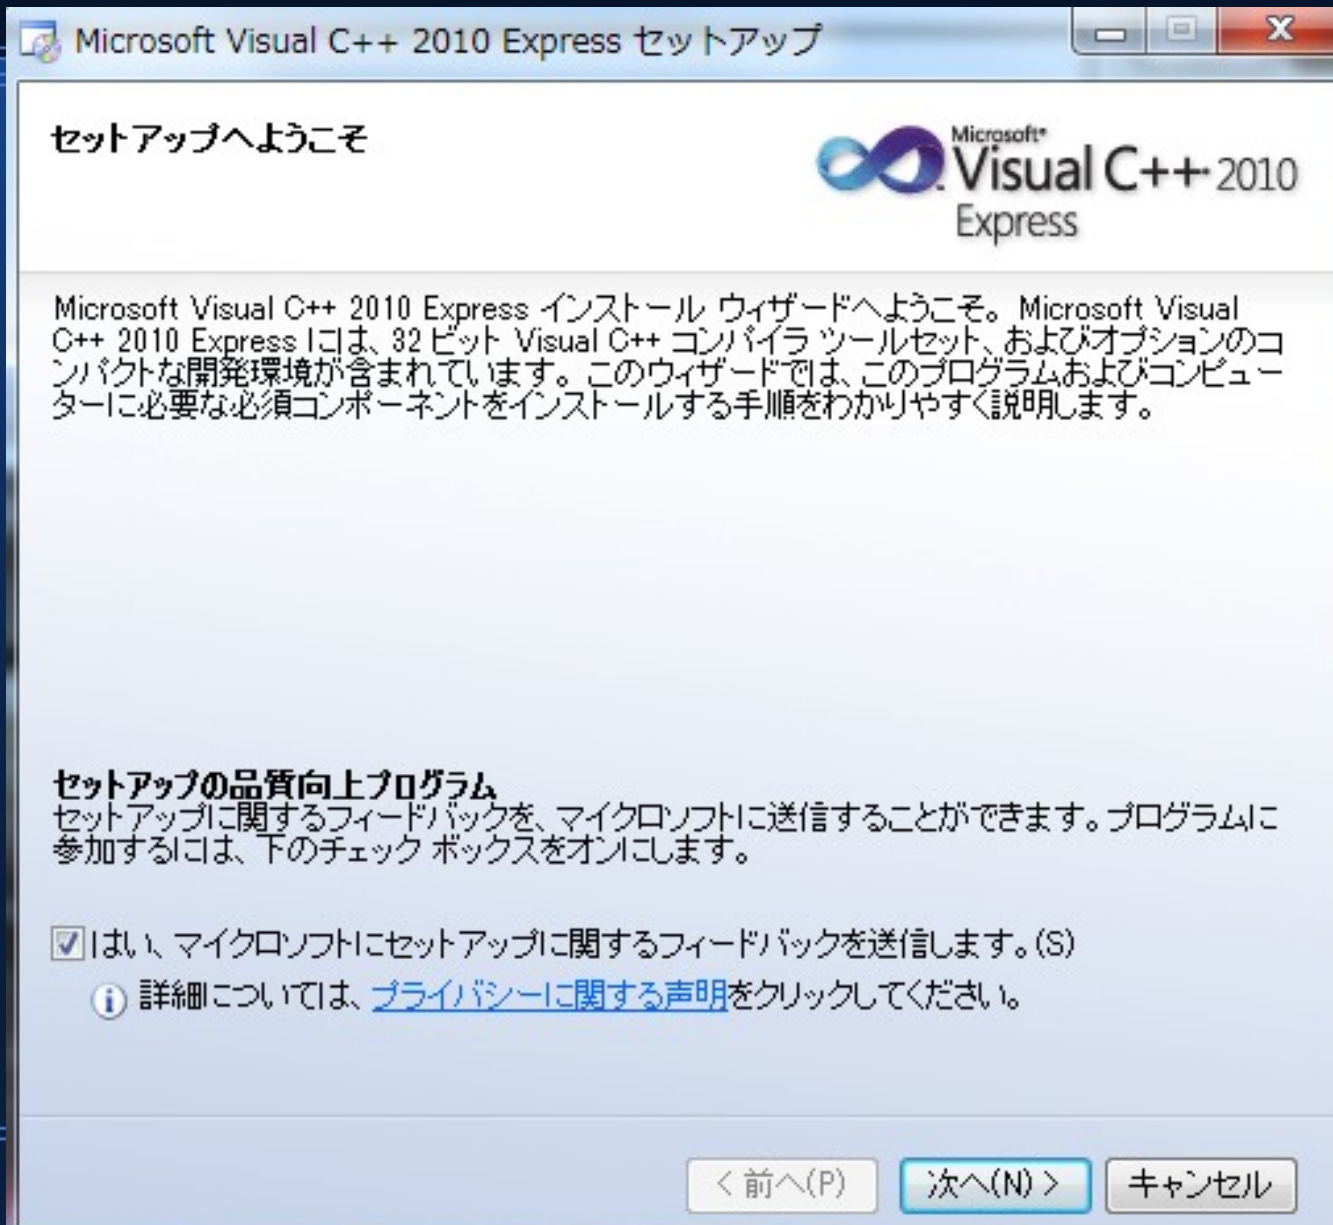 Microsoft Visual C++ 2010 Express セットアップ
セットアップへようこそ
Microsoft®
Visual C++ 2010
Express
Microsoft Visual C++ 2010 Express インストール ウィザードへようこそ。Microsoft Visual
C++ 2010 Express には、32 ビット Visual C++ コンパイラ ツールセット、およびオプションのコ
ンパクトな開発環境が含まれています。このウィザードでは、このプログラムおよびコンピュー
ターに必要な必須コンポーネントをインストールする手順をわかりやすく説明します。
セットアップの品質向上プログラム
セットアップに関するフィードバックを、マイクロソフトに送信することができます。プログラムに
参加するには、下のチェック ボックスをオンにします。
はい、マイクロソフトにセットアップに関するフィードバックを送信します。(S)
詳細については、プライバシーに関する声明をクリックしてください。
< 前へ(P)
次へ(N) >
キャンセル